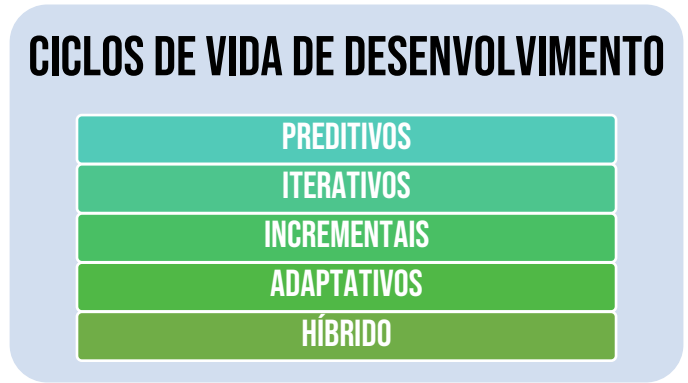 CICLOS DE VIDA DE DESENVOLVIMENTO
PREDITIVOS
ITERATIVOS
INCREMENTAIS
ADAPTATIVOS
HÍBRIDO